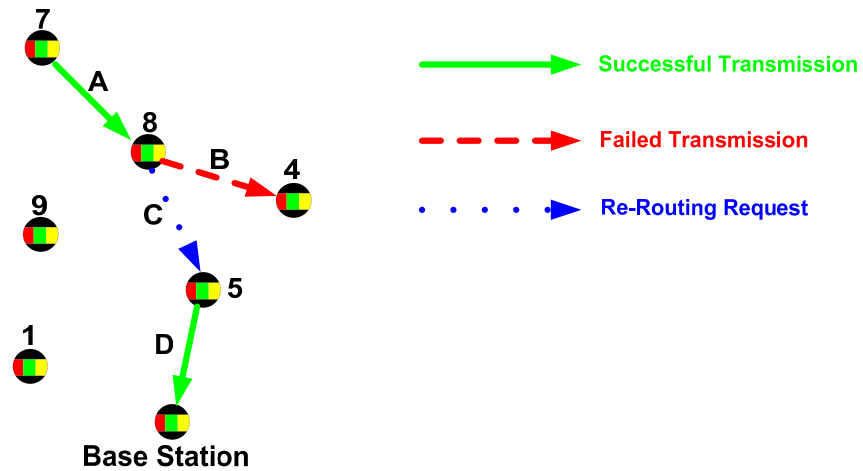 7
A
8
B
4
C
9
5
1
D
Base Station
Successful Transmission
Failed Transmission
Re-Routing Request